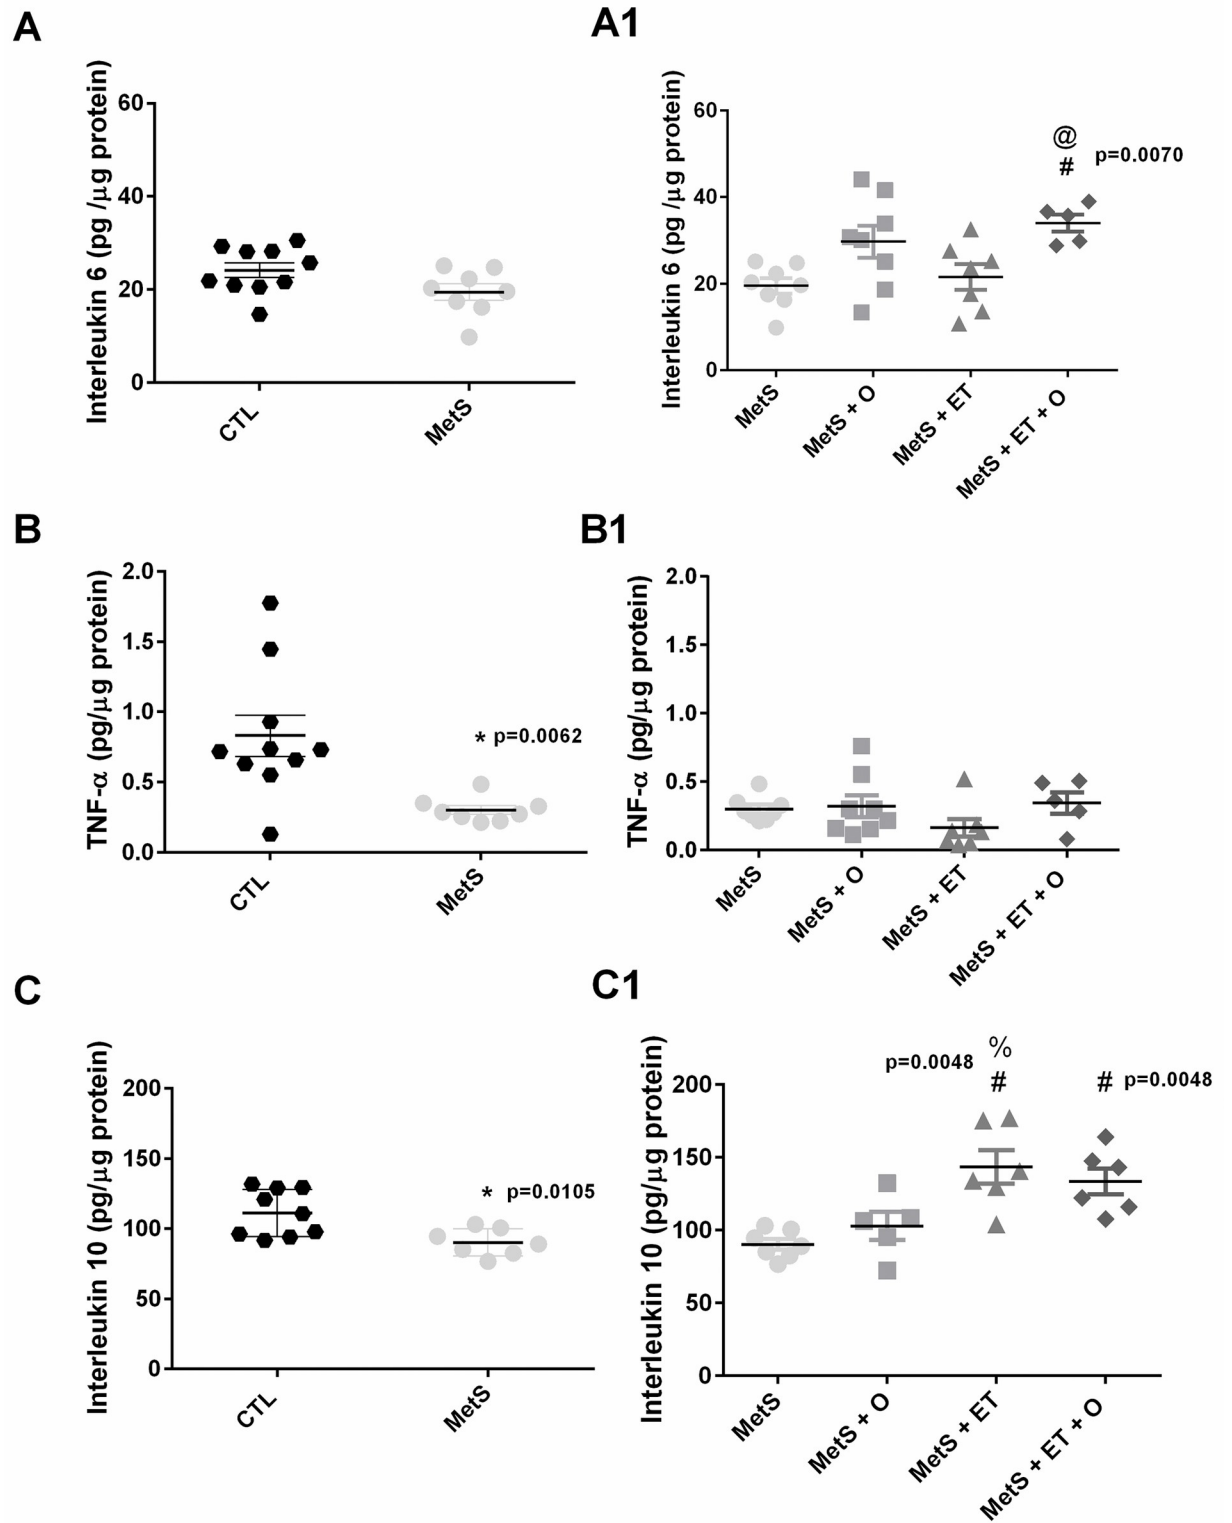 A
Interleukin 6 (pg /μg protein)
60
40
20
0
CTL
MetS
A1
Interleukin 6 (pg /μg protein)
60
40
20
0
@
#
p=0.0070
MetS
MetS + O
MetS + ET
MetS + ET + O
B
TNF-α (pg/μg protein)
2.0
1.5
1.0
0.5
0.0
* p=0.0062
CTL
MetS
B1
TNF-α (pg/μg protein)
2.0
1.5
1.0
0.5
0.0
MetS
MetS + O
MetS + ET
MetS + ET + O
C
Interleukin 10 (pg/μg protein)
200
150
100
50
0
* p=0.0105
CTL
MetS
C1
Interleukin 10 (pg/μg protein)
200
150
100
50
0
p=0.0048
%
#
# p=0.0048
MetS
MetS + O
MetS + ET
MetS + ET + O